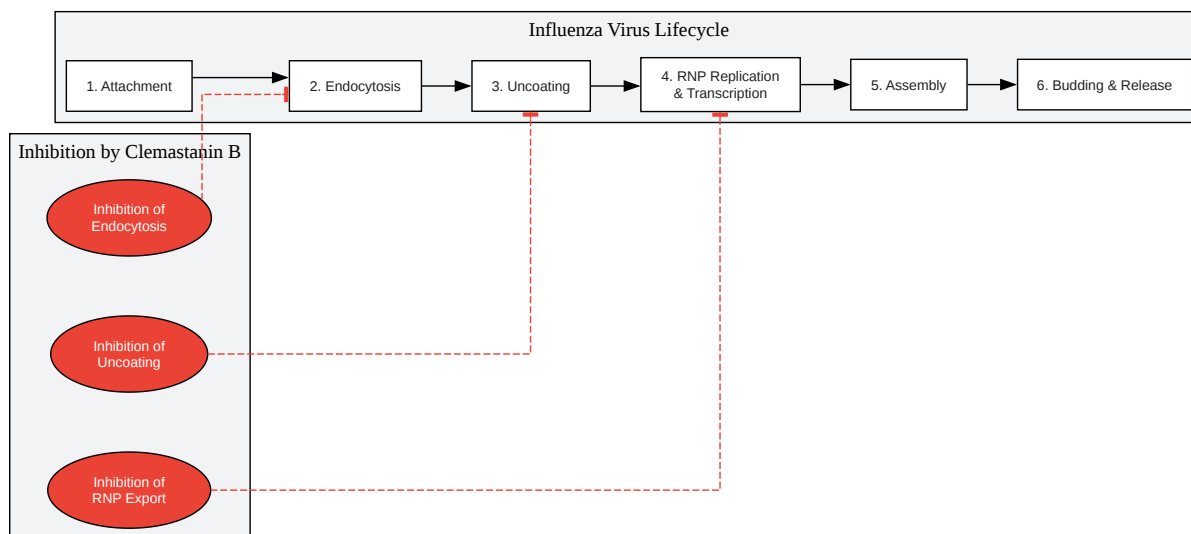 Influenza Virus Lifecycle
1. Attachment
2. Endocytosis
3. Uncoating
4. RNP Replication
& Transcription
5. Assembly
6. Budding & Release
Inhibition by Clemastanin B
Inhibition of
Endocytosis
Inhibition of
Uncoating
Inhibition of
RNP Export